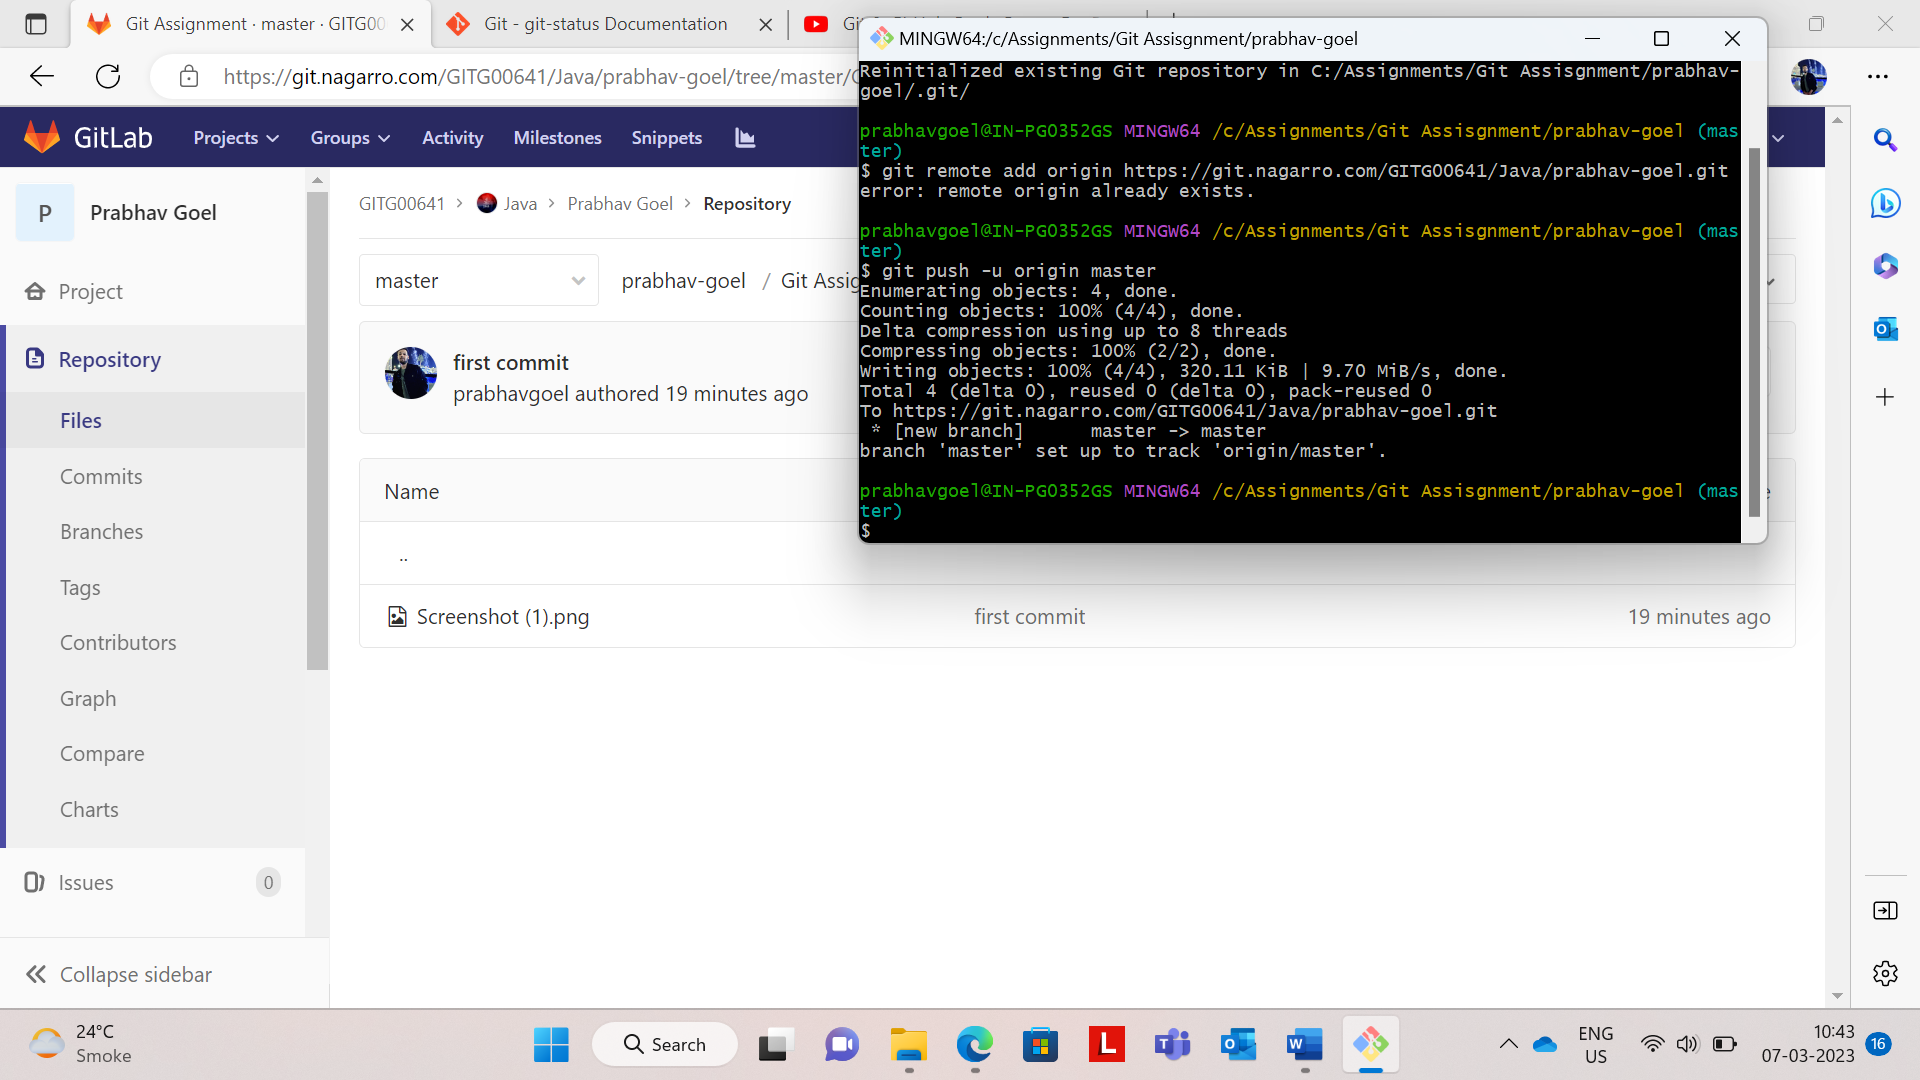 Git Assignment · master · GITG00
Git - git-status Documentation
https://git.nagarro.com/GITG00641/Java/prabhav-goel/tree/master/
GitLab
Projects
Groups
Activity
Milestones
Snippets
P
Prabhav Goel
Project
Repository
Files
Commits
Branches
Tags
Contributors
Graph
Compare
Charts
Issues
0
Collapse sidebar
GITG00641 > Java > Prabhav Goel > Repository
master
prabhav-goel / Git Assig
first commit
prabhavgoel authored 19 minutes ago
Name
..
Screenshot (1).png
first commit
19 minutes ago
MINGW64:/c/Assignments/Git Assisgnment/prabhav-goel
Reinitialized existing Git repository in C:/Assignments/Git Assisgnment/prabhav-
goel/.git/
prabhavgoel@IN-PG0352GS MINGW64 /c/Assignments/Git Assisgnment/prabhav-goel (mas
ter)
$ git remote add origin https://git.nagarro.com/GITG00641/Java/prabhav-goel.git
error: remote origin already exists.
prabhavgoel@IN-PG0352GS MINGW64 /c/Assignments/Git Assisgnment/prabhav-goel (mas
ter)
$ git push -u origin master
Enumerating objects: 4, done.
Counting objects: 100% (4/4), done.
Delta compression using up to 8 threads
Compressing objects: 100% (2/2), done.
Writing objects: 100% (4/4), 320.11 KiB | 9.70 MiB/s, done.
Total 4 (delta 0), reused 0 (delta 0), pack-reused 0
To https://git.nagarro.com/GITG00641/Java/prabhav-goel.git
* [new branch] master -> master
branch 'master' set up to track 'origin/master'.
prabhavgoel@IN-PG0352GS MINGW64 /c/Assignments/Git Assisgnment/prabhav-goel (mas
ter)
$
24°C
Smoke
Search
L
ENG
US
10:43
07-03-2023
16